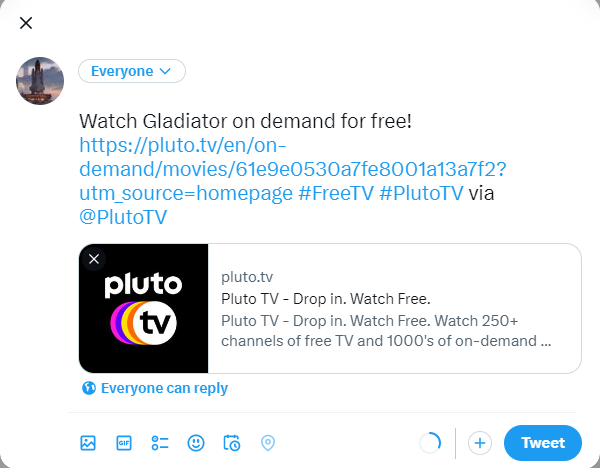 Everyone
Watch Gladiator on demand for free!
https://pluto.tv/en/on-
demand/movies/61e9e0530a7fe8001a13a7f2?
utm_source=homepage #FreeTV #PlutoTV via
@PlutoTV
pluto
tv
pluto.tv
Pluto TV - Drop in. Watch Free.
Pluto TV - Drop in. Watch Free. Watch 250+
channels of free TV and 1000's of on-demand ...
Everyone can reply
GIF
Tweet